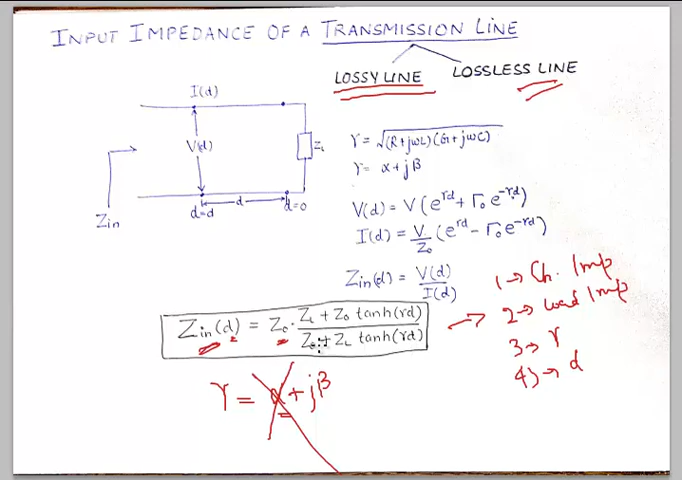 INPUT IMPEDANCE OF A TRANSMISSION LINE
LOSSY LINE
LOSSLESS LINE
I(d)
V(d)
ZL
Zin
d=d
d
d=0
γ = √(R+jωL)(G+jωC)
γ = α+jβ
V(d) = V(e^γd + Γ₀e^-γd)
I(d) = V/Z₀ (e^γd - Γ₀e^-γd)
Zin(d) = V(d)/I(d)
Zin(d) = Z₀ · ZL + Z₀ tanh(γd) / Z₀ + ZL tanh(γd)
1→ Ch. Imp
2→ Load Imp
3→ γ
4)→ d
γ = α + jβ